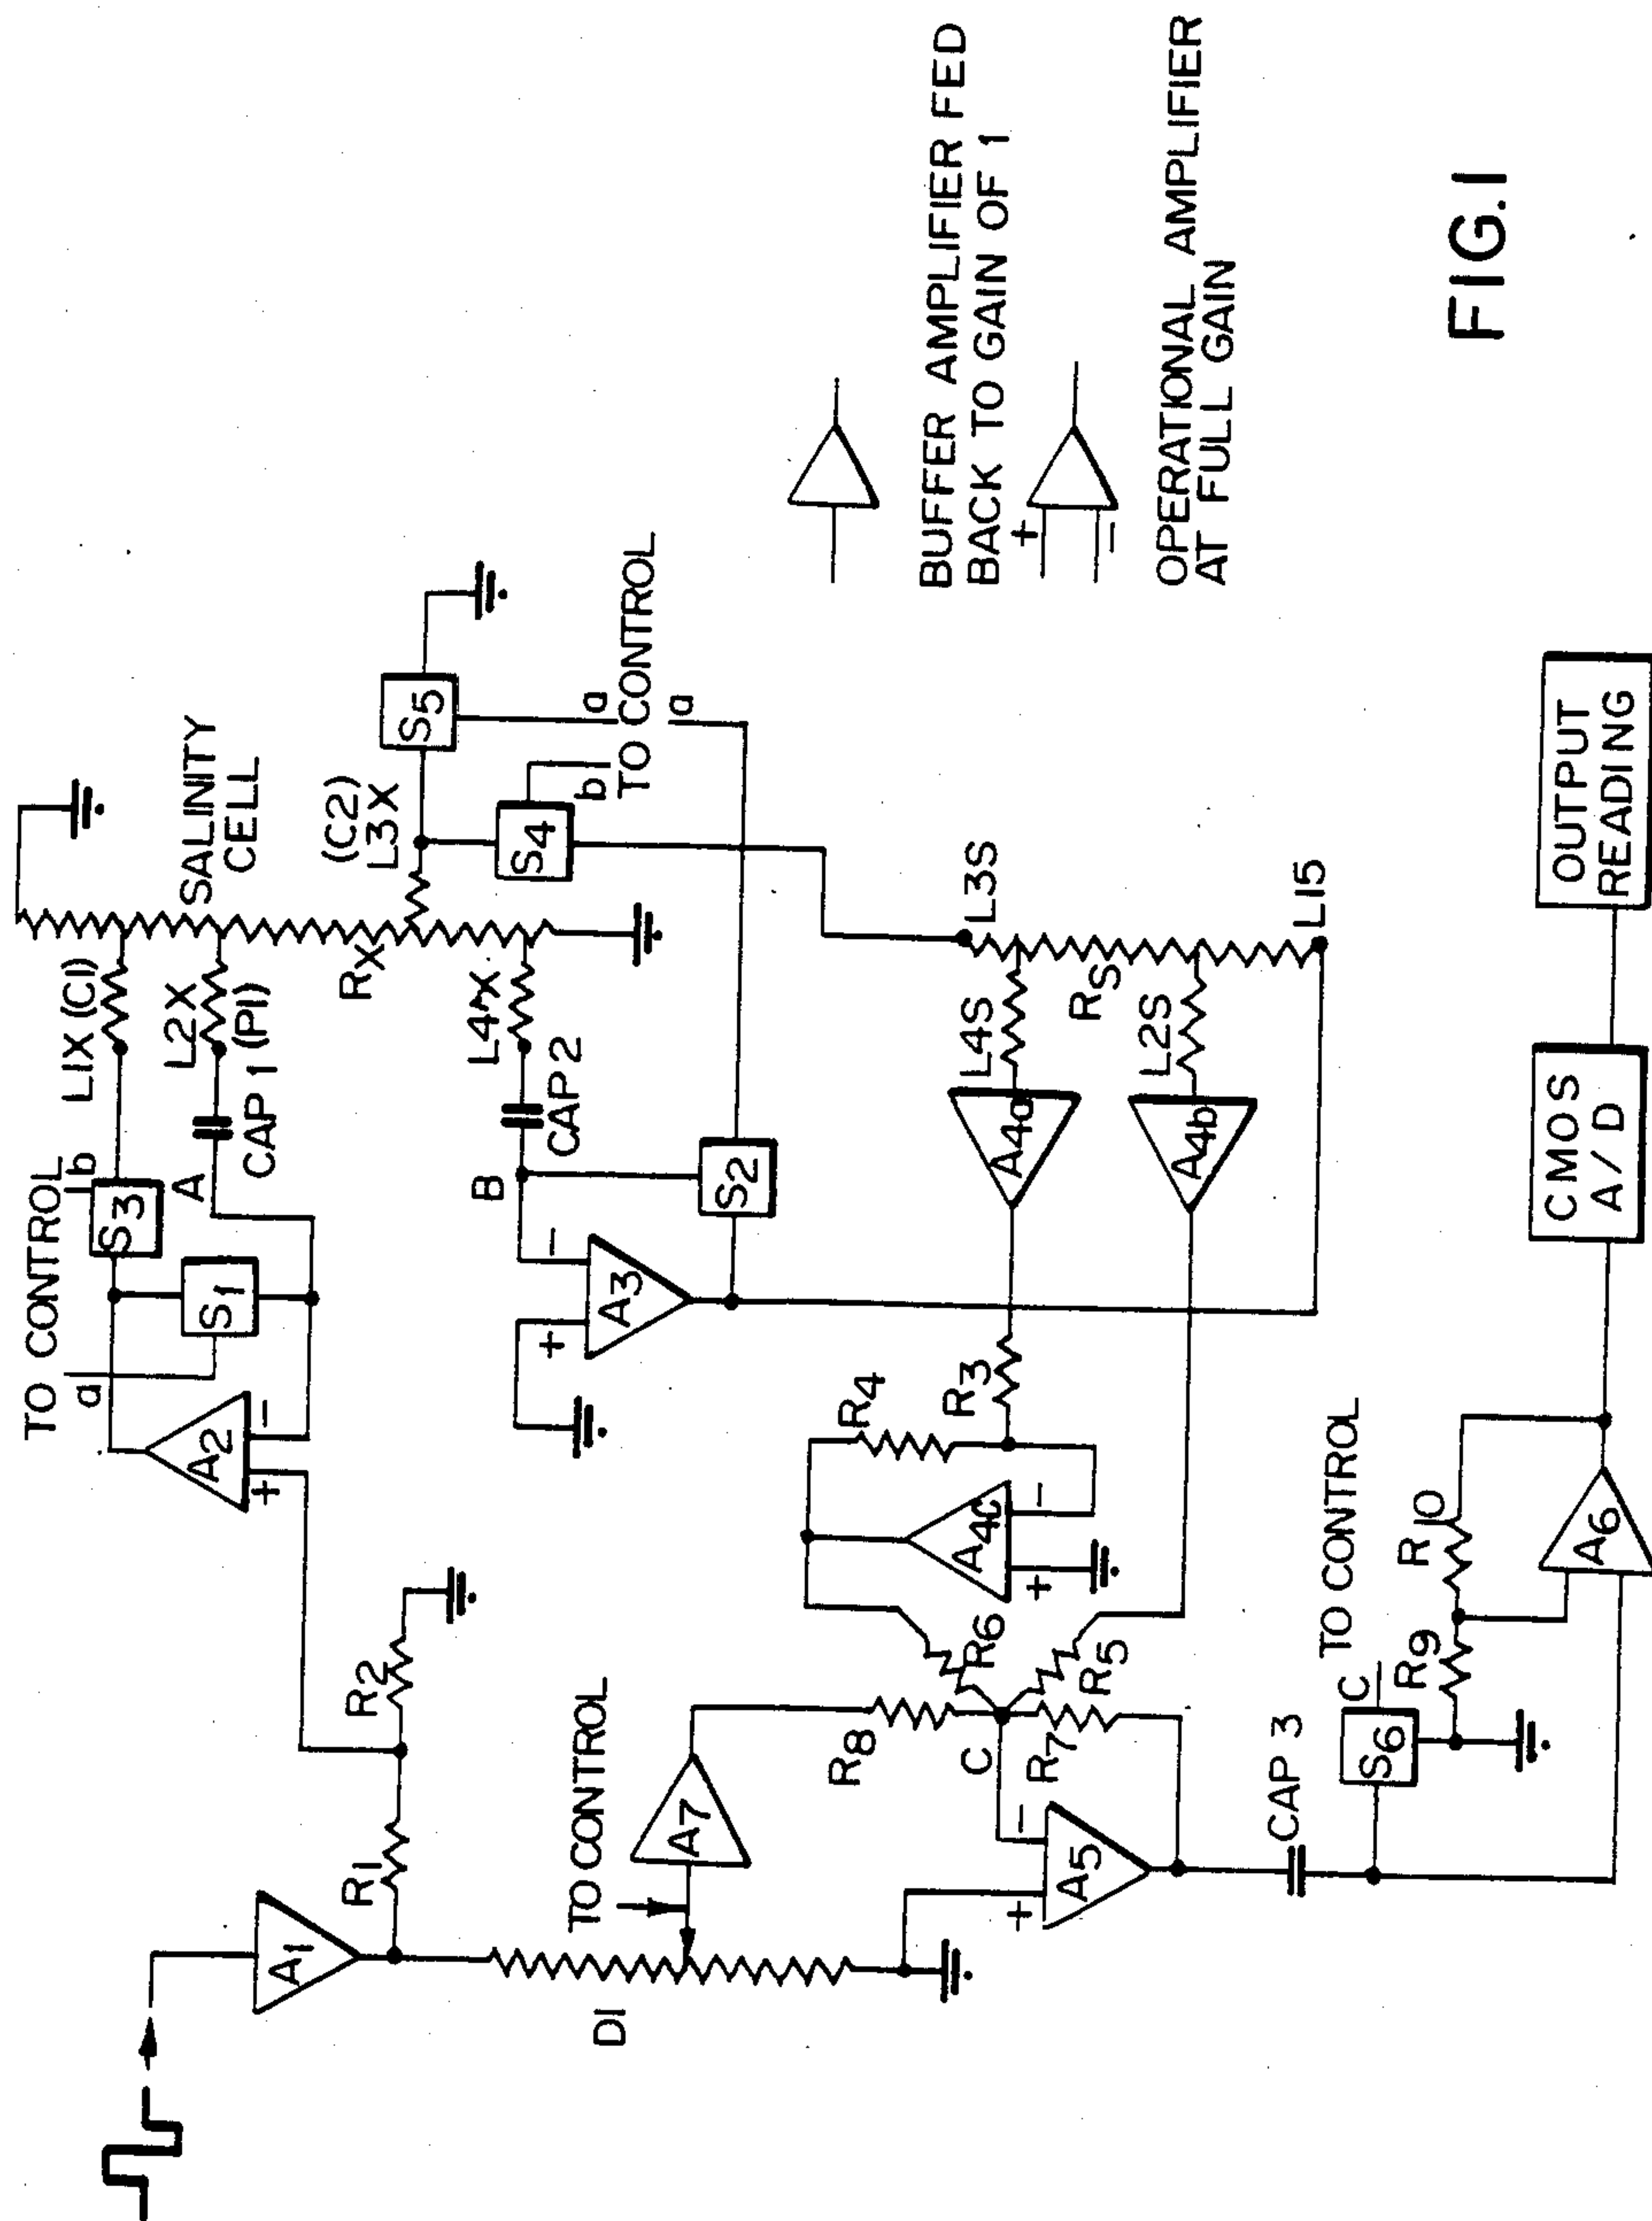 TO CONTROL
a
b
S3
S1
A2
+
−
A
L1X (C1)
L2X
(P1)
CAP 1
SALINITY
CELL
RX
(C2)
L3X
S5
S4
a
b
TO CONTROL
a
L4X
CAP 2
B
−
+
A3
S2
A1
R1
R2
D1
TO CONTROL
A7
R8
C
R7
R6
R5
R4
R3
A4c
+
−
A4a
A4b
L4S
L2S
RS
L3S
L15
A5
+
−
CAP 3
S6
C
TO CONTROL
R9
R10
A6
CMOS
A/D
OUTPUT
READING
BUFFER AMPLIFIER FED
BACK TO GAIN OF 1
+
−
OPERATIONAL AMPLIFIER
AT FULL GAIN
FIG.1